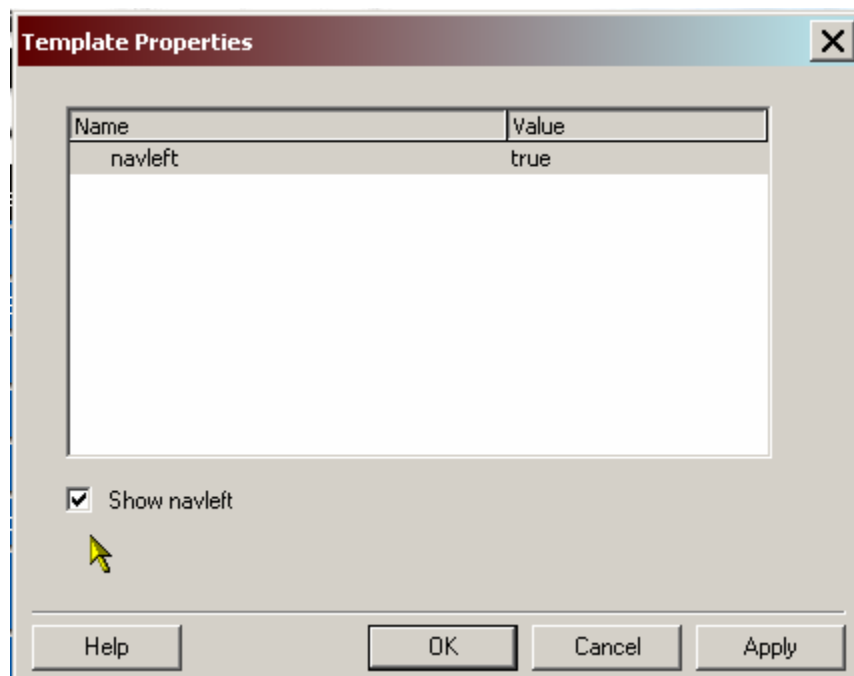 Template Properties
Name Value
navleft true
Show navleft
Help OK Cancel Apply